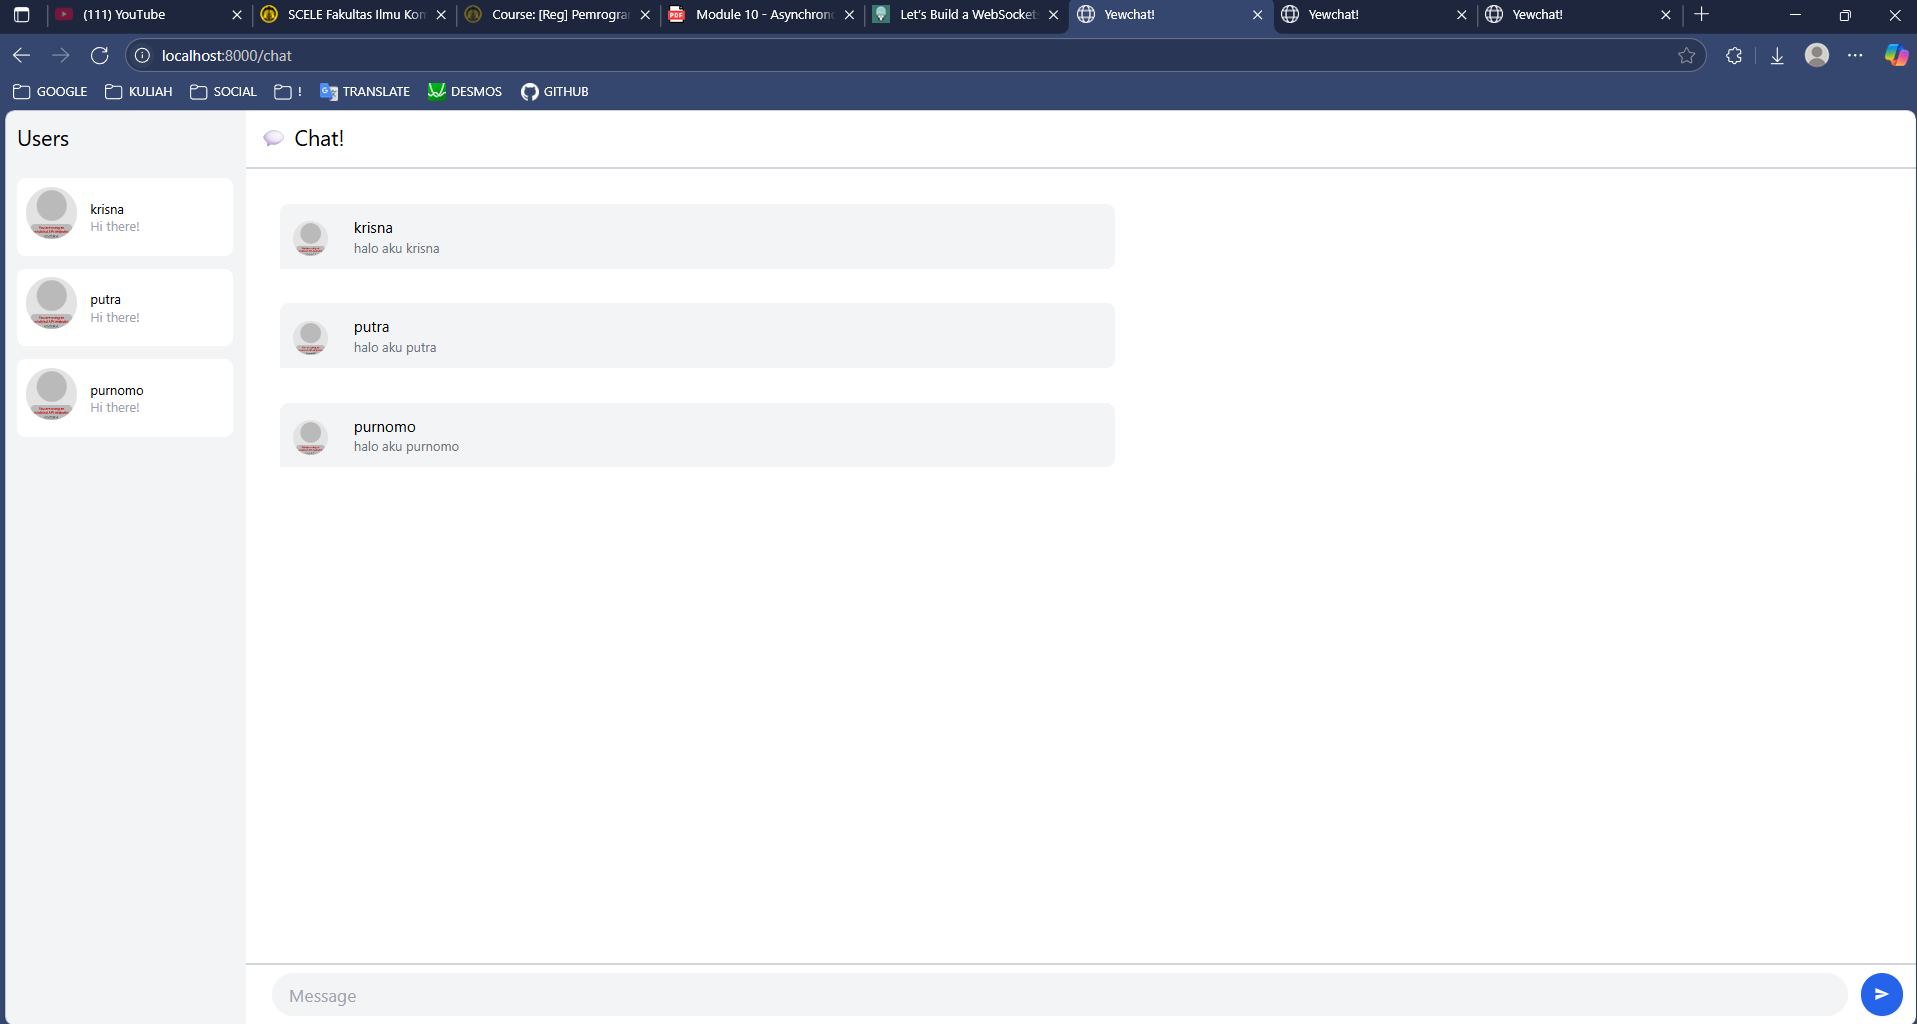 (111) YouTube
SCELE Fakultas Ilmu Kom
Course: [Reg] Pemrogra
Module 10 - Asynchron
Let's Build a WebSocket
Yewchat!
Yewchat!
Yewchat!
localhost:8000/chat
GOOGLE
KULIAH
SOCIAL
!
TRANSLATE
DESMOS
GITHUB
Users
krisna
Hi there!
putra
Hi there!
purnomo
Hi there!
Chat!
krisna
halo aku krisna
putra
halo aku putra
purnomo
halo aku purnomo
Message